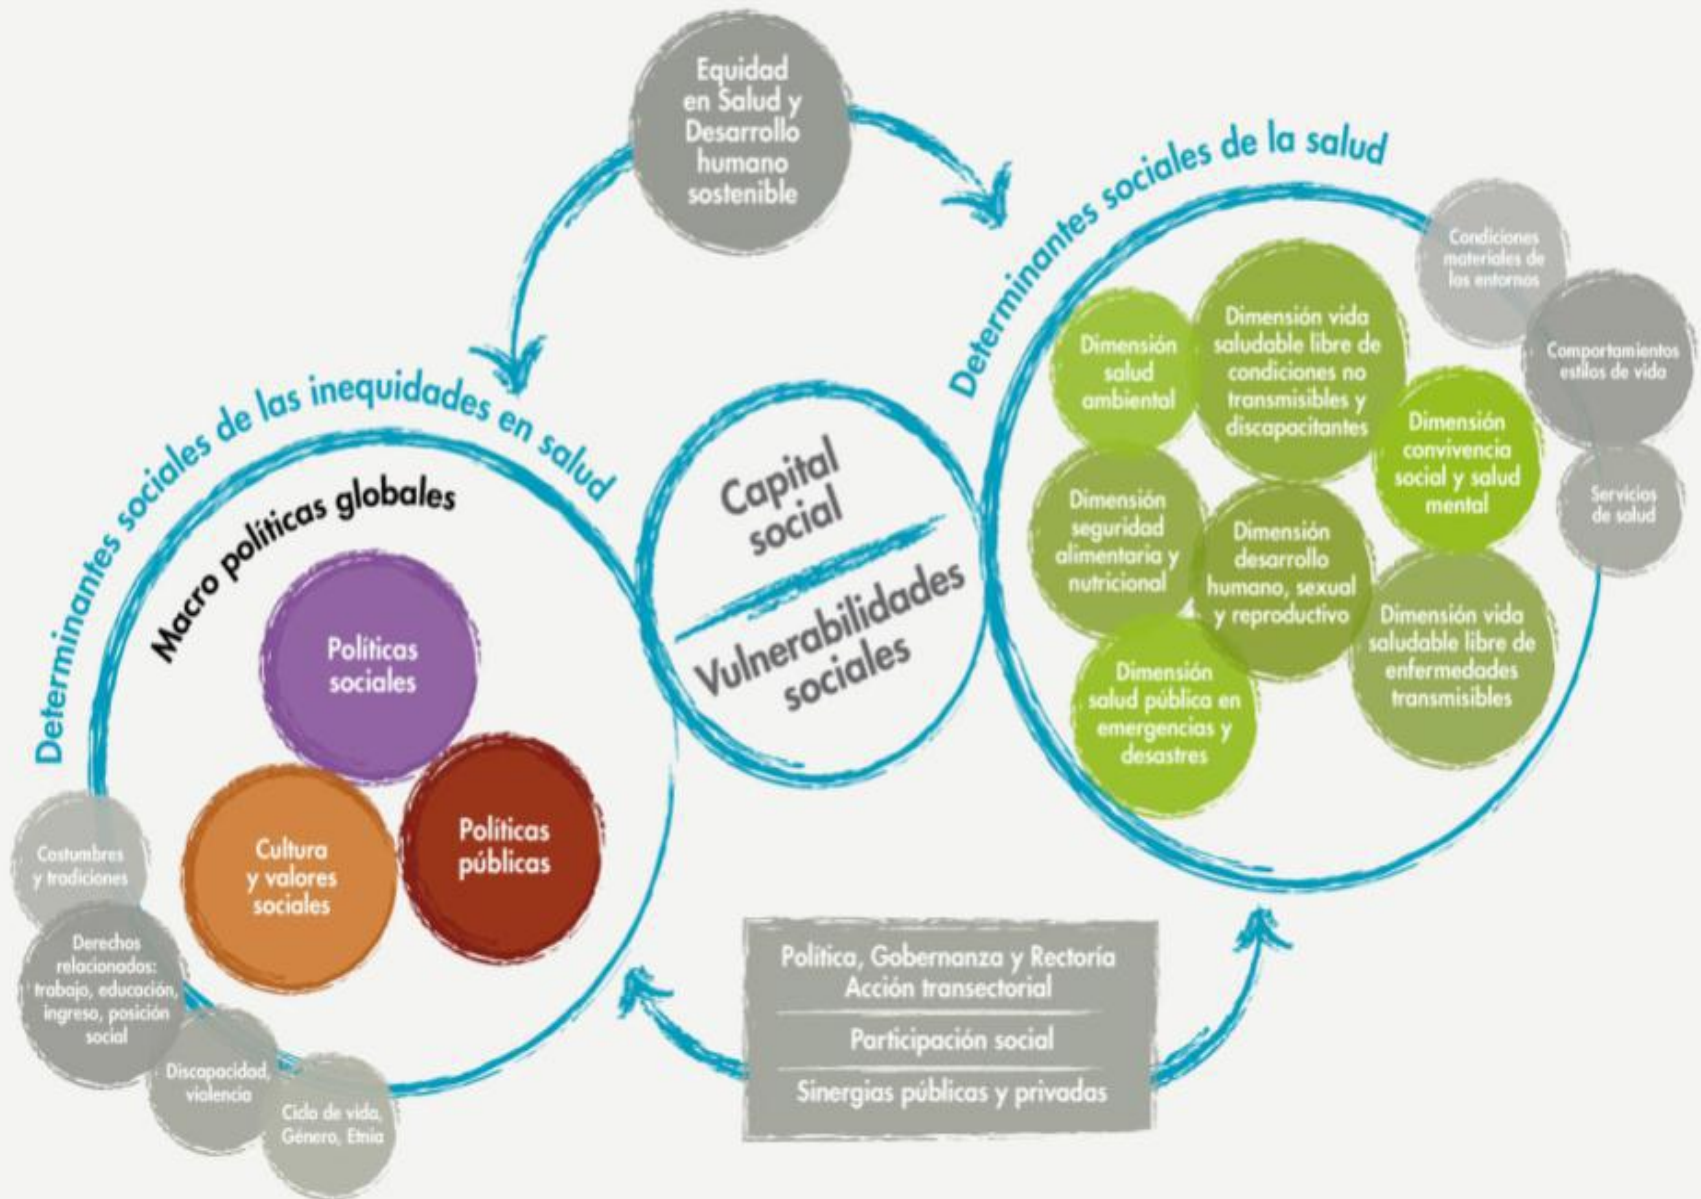 Equidad
en Salud y
Desarrollo
humano
sostenible
Determinantes sociales de las inequidades en salud
Macro políticas globales
Políticas
sociales
Cultura
y valores
sociales
Políticas
públicas
Costumbres
y tradiciones
Derechos
relacionados:
trabajo, educación,
ingreso, posición
social
Discapacidad,
violencia
Ciclo de vida,
Género, Etniia
Capital
social
Vulnerabilidades
sociales
Determinantes sociales de la salud
Dimensión
salud
ambiental
Dimensión vida
saludable libre de
condiciones no
transmisibles y
discapacitantes
Dimensión
convivencia
social y salud
mental
Dimensión
seguridad
alimentaria y
nutricional
Dimensión
desarrollo
humano, sexual
y reproductivo
Dimensión vida
saludable libre de
enfermedades
transmisibles
Dimensión
salud pública en
emergencias y
desastres
Condiciones
materiales de
los entornos
Comportamientos
estilos de vida
Servicios
de salud
Política, Gobernanza y Rectoría
Acción transectorial
Participación social
Sinergias públicas y privadas